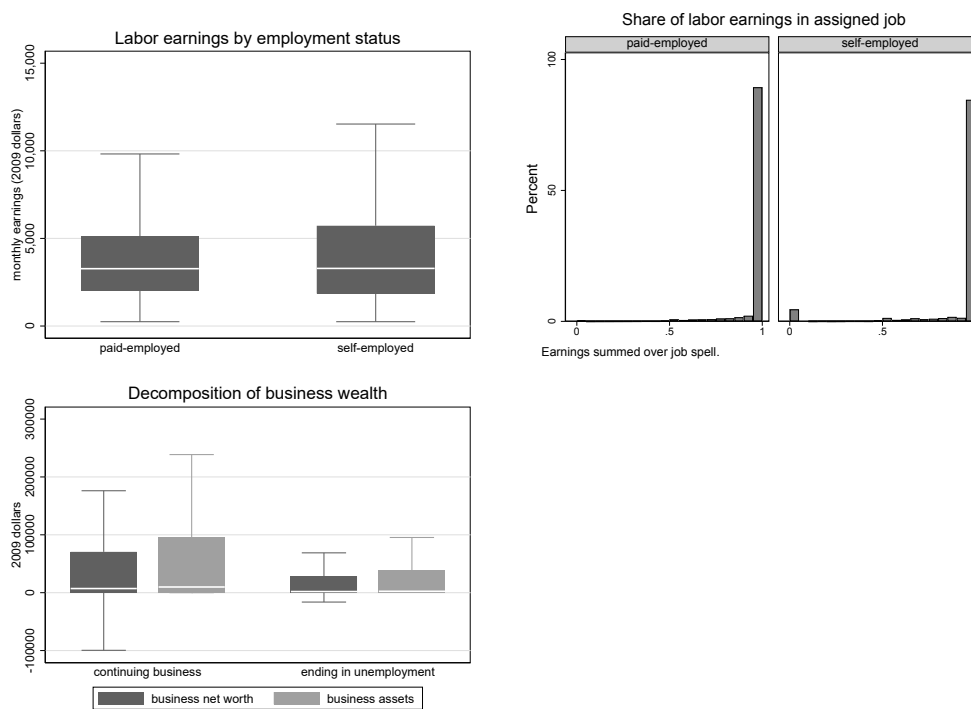 Labor earnings by employment status
monthly earnings (2009 dollars)
15,000
10,000
5,000
0
paid-employed
self-employed
Share of labor earnings in assigned job
paid-employed
self-employed
Percent
100
50
0
0
.5
1
0
.5
Earnings summed over job spell.
Decomposition of business wealth
2009 dollars
300000
200000
100000
0
-100000
continuing business
ending in unemployment
business net worth
business assets